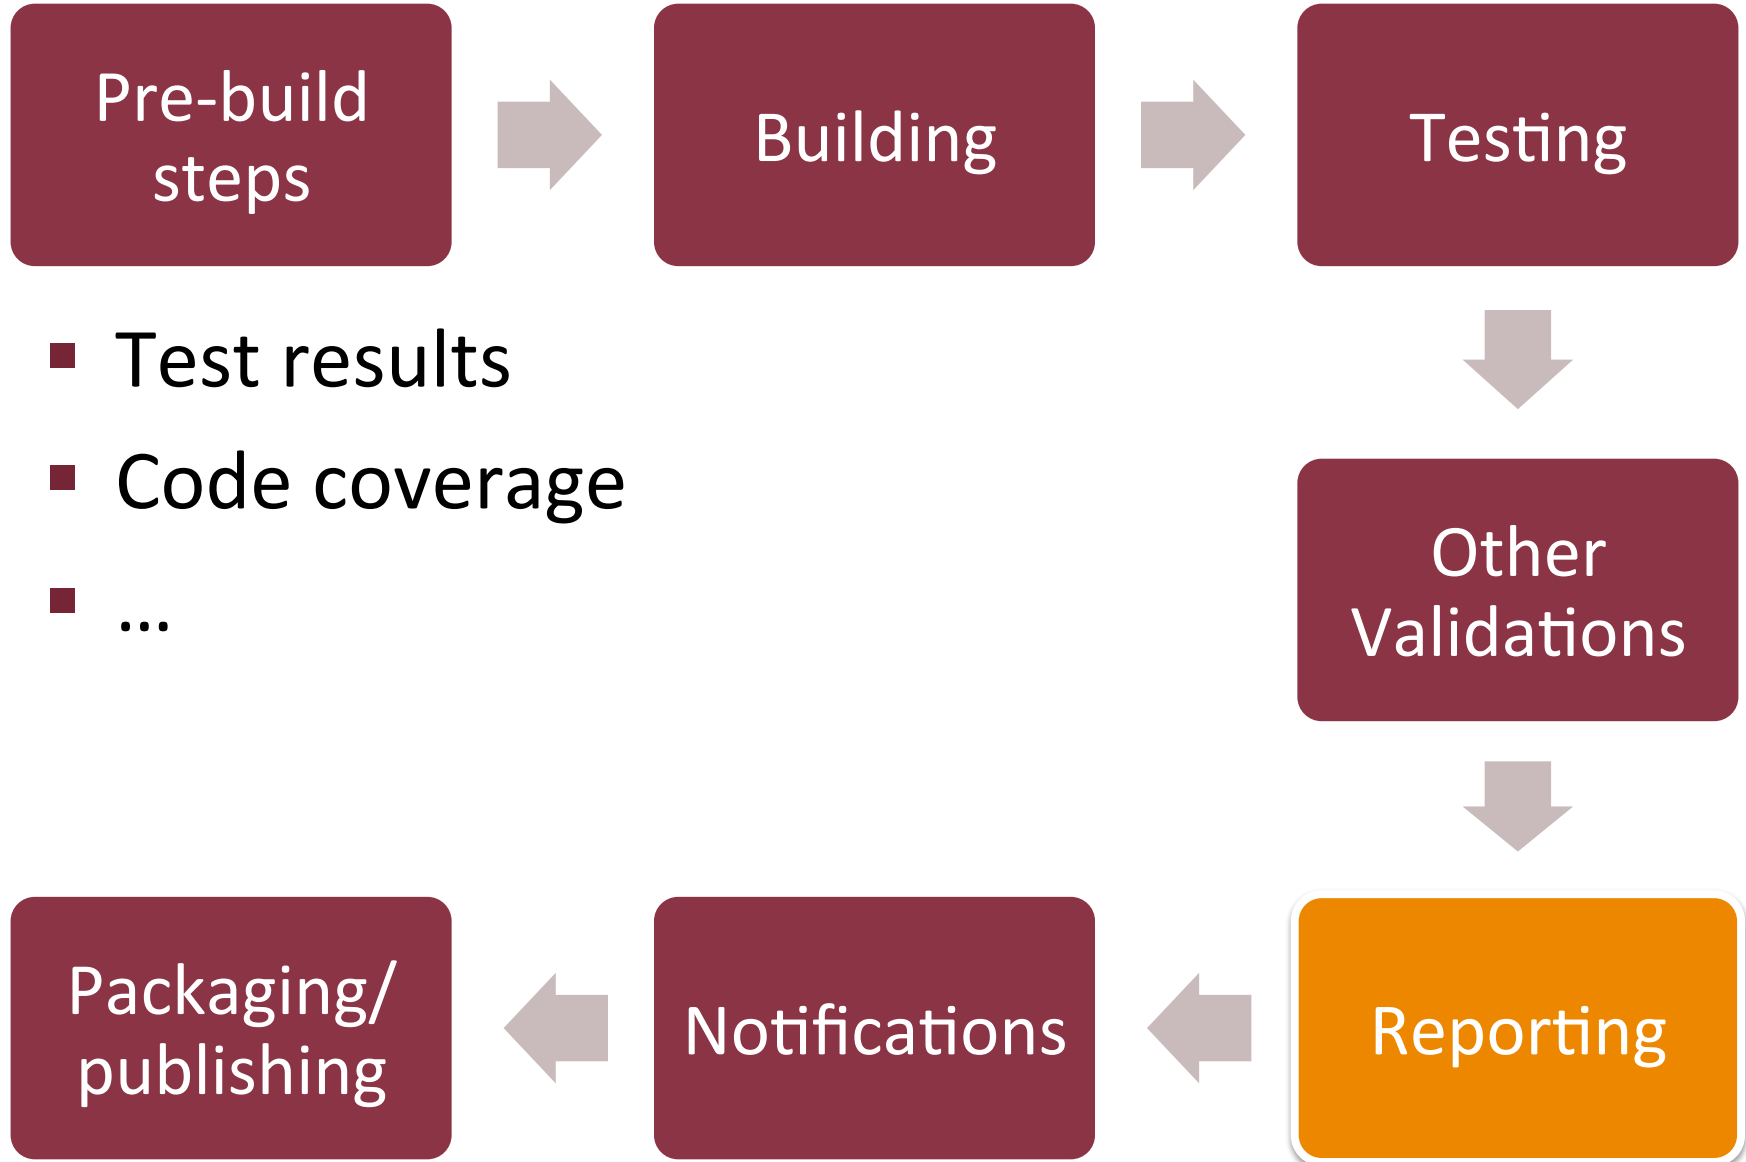 Pre-build
steps
Building
Testing
▪ Test results
▪ Code coverage
▪ ...
Other
Validations
Reporting
Notifications
Packaging/
publishing